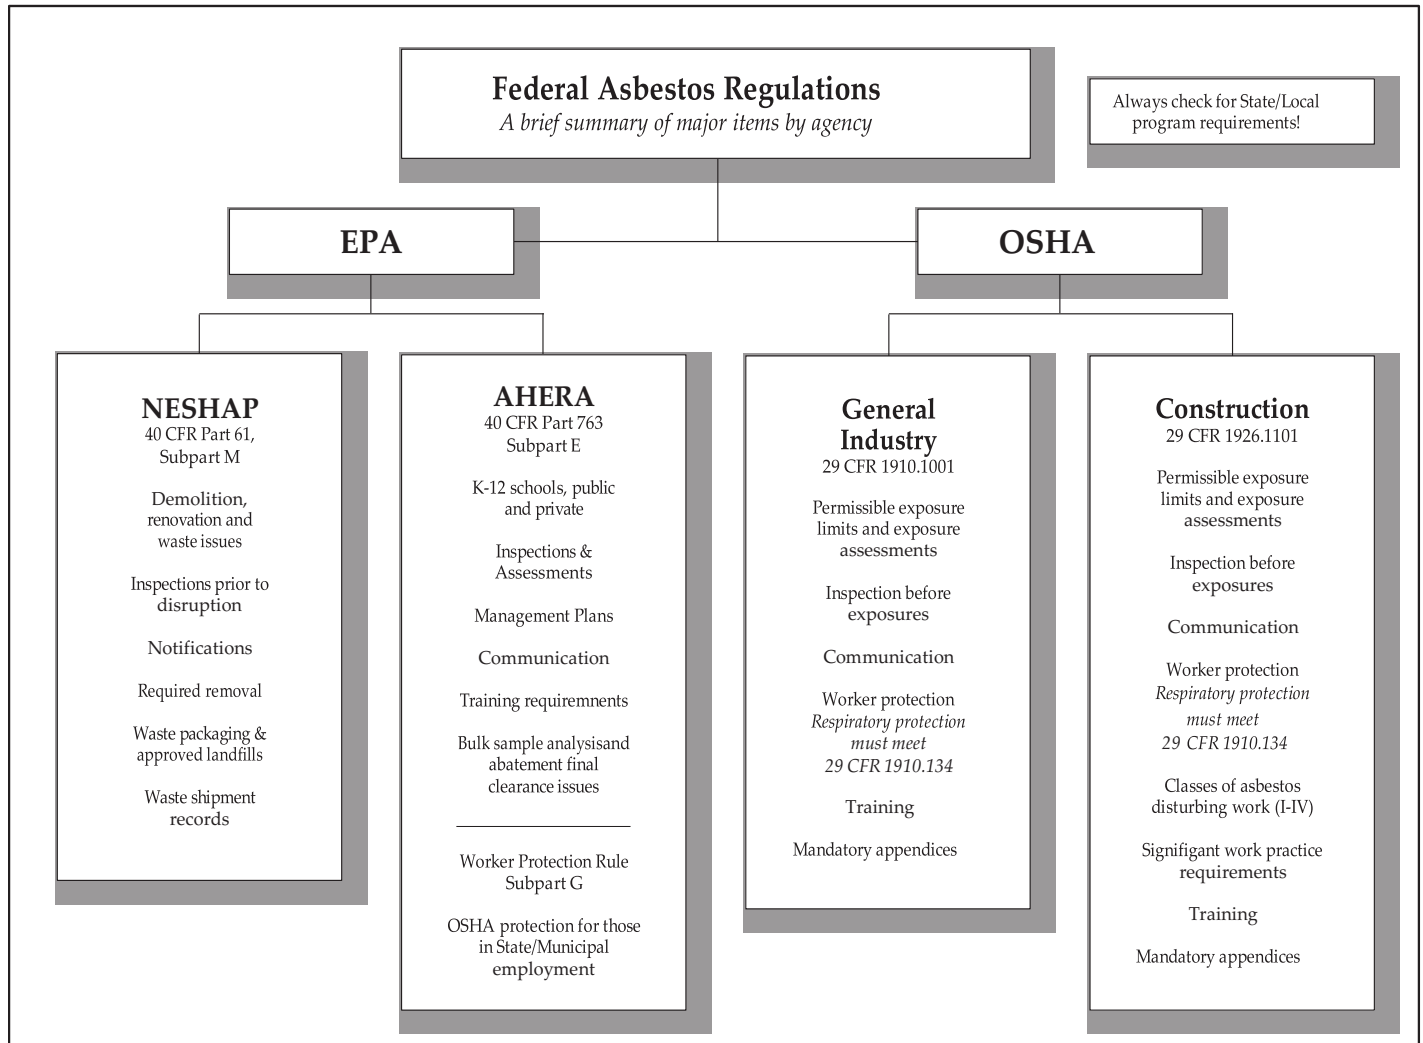 Federal Asbestos Regulations
A brief summary of major items by agency
Always check for State/Local
program requirements!
EPA
OSHA
NESHAP
40 CFR Part 61,
Subpart M
Demolition,
renovation and
waste issues
Inspections prior to
disruption
Notifications
Required removal
Waste packaging &
approved landfills
Waste shipment
records
AHERA
40 CFR Part 763
Subpart E
K-12 schools, public
and private
Inspections &
Assessments
Management Plans
Communication
Training requiremnents
Bulk sample analysisand
abatement final
clearance issues
Worker Protection Rule
Subpart G
OSHA protection for those
in State/Municipal
employment
General
Industry
29 CFR 1910.1001
Permissible exposure
limits and exposure
assessments
Inspection before
exposures
Communication
Worker protection
Respiratory protection
must meet
29 CFR 1910.134
Training
Mandatory appendices
Construction
29 CFR 1926.1101
Permissible exposure
limits and exposure
assessments
Inspection before
exposures
Communication
Worker protection
Respiratory protection
must meet
29 CFR 1910.134
Classes of asbestos
disturbing work (I-IV)
Signifigant work practice
requirements
Training
Mandatory appendices